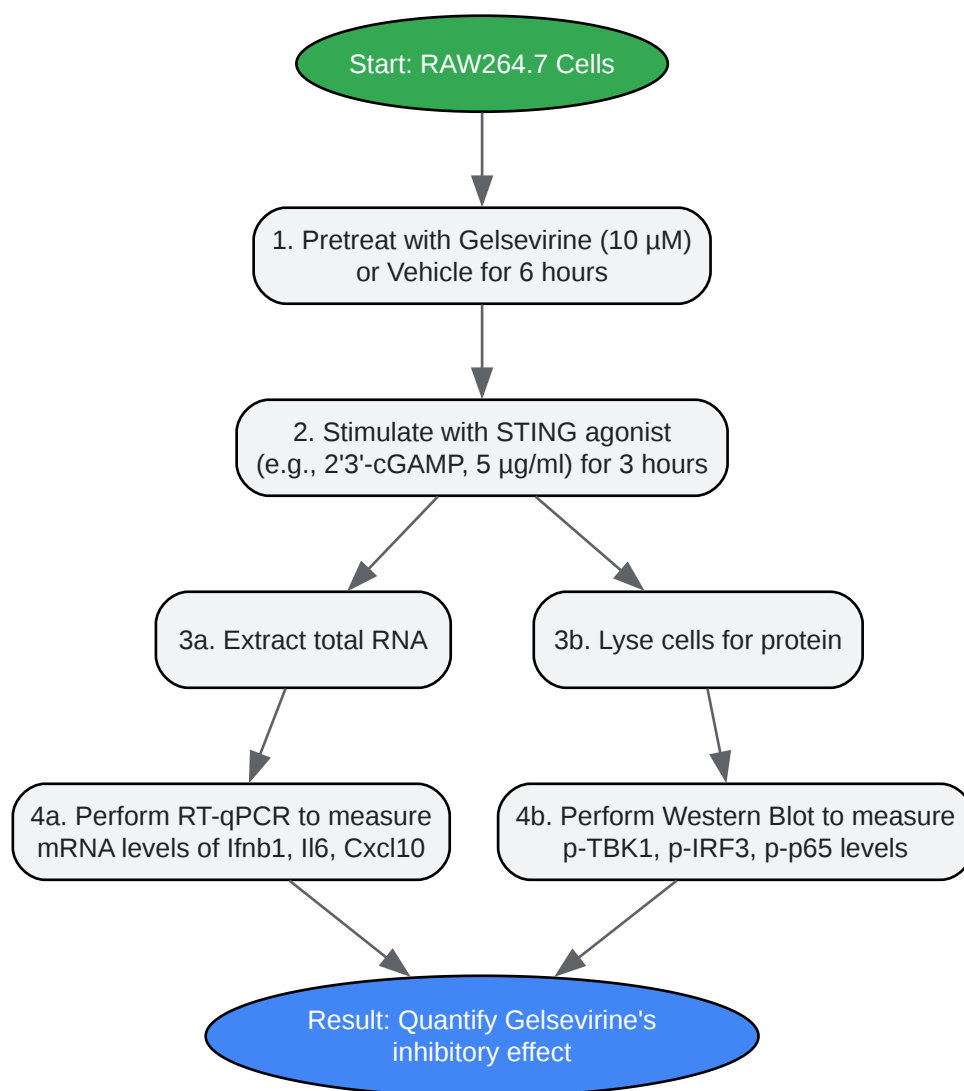 Start: RAW264.7 Cells
1. Pretreat with Gelsevirine (10 µM)
or Vehicle for 6 hours
2. Stimulate with STING agonist
(e.g., 2'3'-cGAMP, 5 µg/ml) for 3 hours
3a. Extract total RNA
3b. Lyse cells for protein
4a. Perform RT-qPCR to measure
mRNA levels of Ifnb1, Il6, Cxcl10
4b. Perform Western Blot to measure
p-TBK1, p-IRF3, p-p65 levels
Result: Quantify Gelsevirine's
inhibitory effect